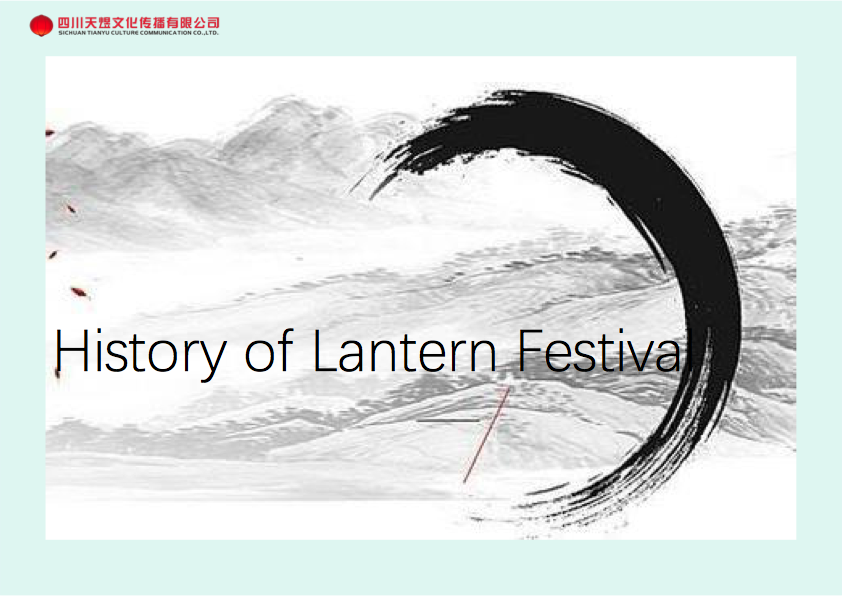 四川天煜文化传播有限公司
SICHUAN TIANYU CULTURE COMMUNICATION CO.,LTD.
History of Lantern Festival